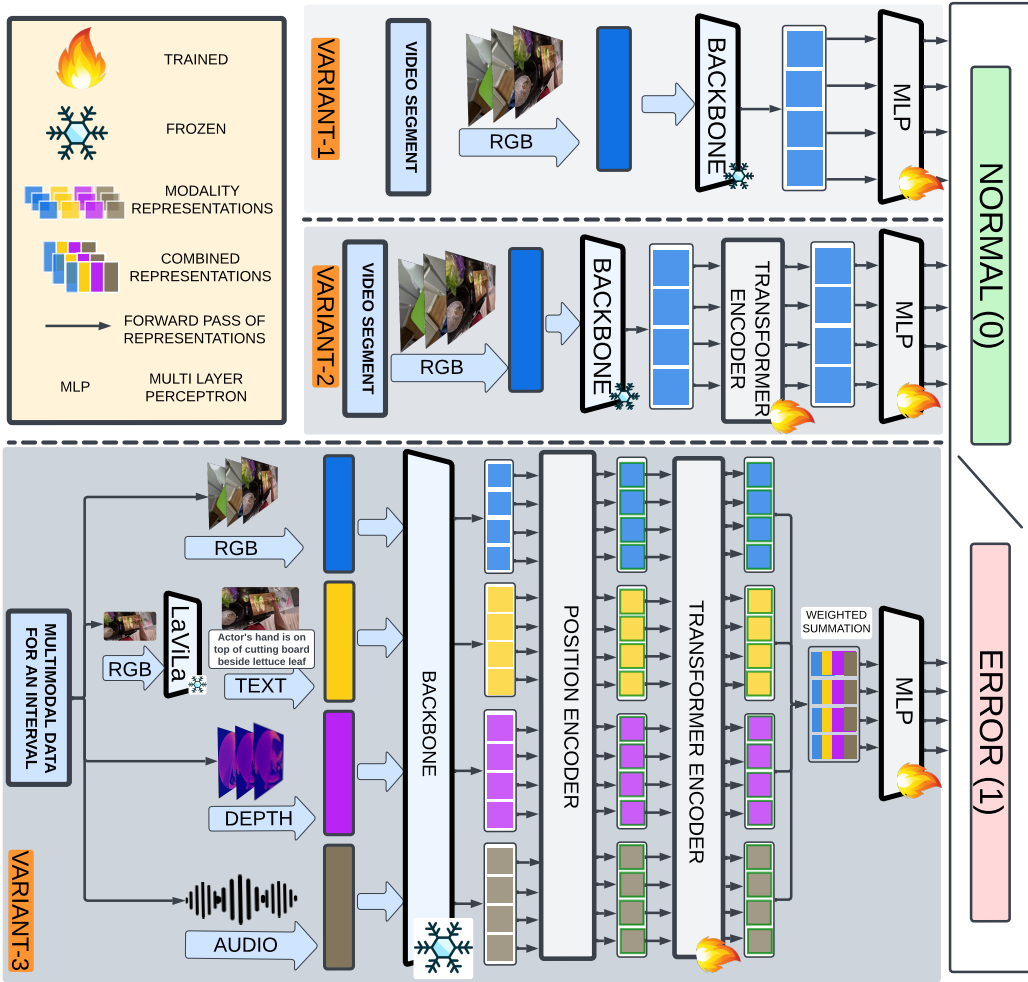 TRAINED
FROZEN
MODALITY
REPRESENTATIONS
COMBINED
REPRESENTATIONS
FORWARD PASS OF
REPRESENTATIONS
MLP
MULTI LAYER
PERCEPTRON
VARIANT-1
VIDEO SEGMENT
RGB
BACKBONE
MLP
VARIANT-2
VIDEO SEGMENT
RGB
BACKBONE
TRANSFORMER
ENCODER
MLP
NORMAL (0)
ERROR (1)
VARIANT-3
MULTIMODAL DATA
FOR AN INTERVAL
RGB
RGB
LaViLa
Actor's hand is on
top of cutting board
beside lettuce leaf
TEXT
DEPTH
AUDIO
BACKBONE
POSITION ENCODER
TRANSFORMER ENCODER
WEIGHTED
SUMMATION
MLP